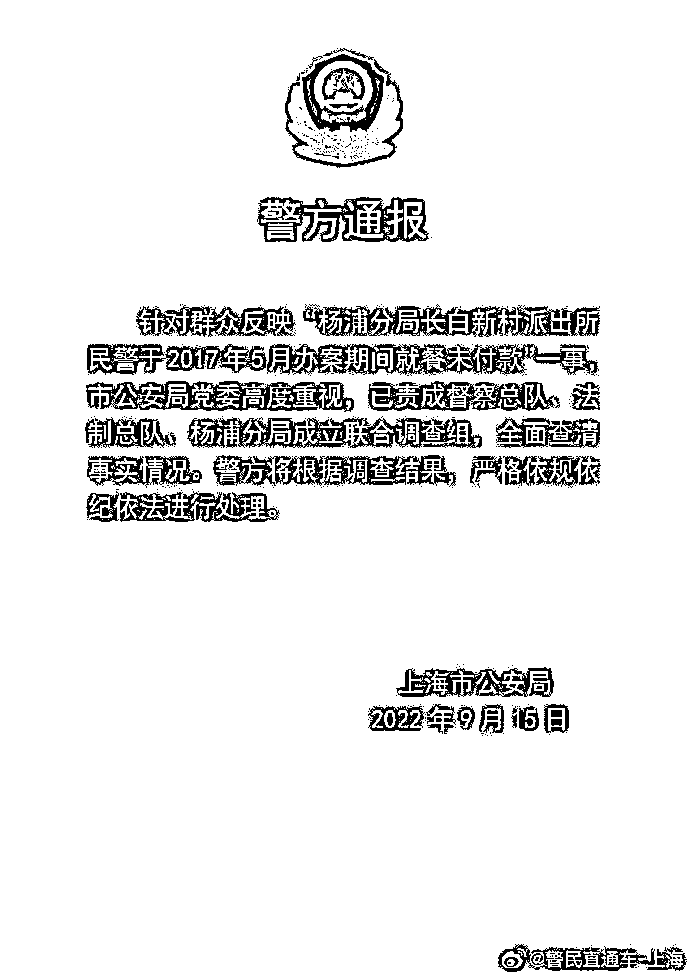 警方通报
针对群众反映“杨浦分局长白新村派出所
民警于2017年5月办案期间就餐未付款”一事，
市公安局党委高度重视，已责成督察总队、法
制总队、杨浦分局成立联合调查组，全面查清
事实情况。警方将根据调查结果，严格依规依
纪依法进行处理。
上海市公安局
2022年9月15日
@警民直通车-上海